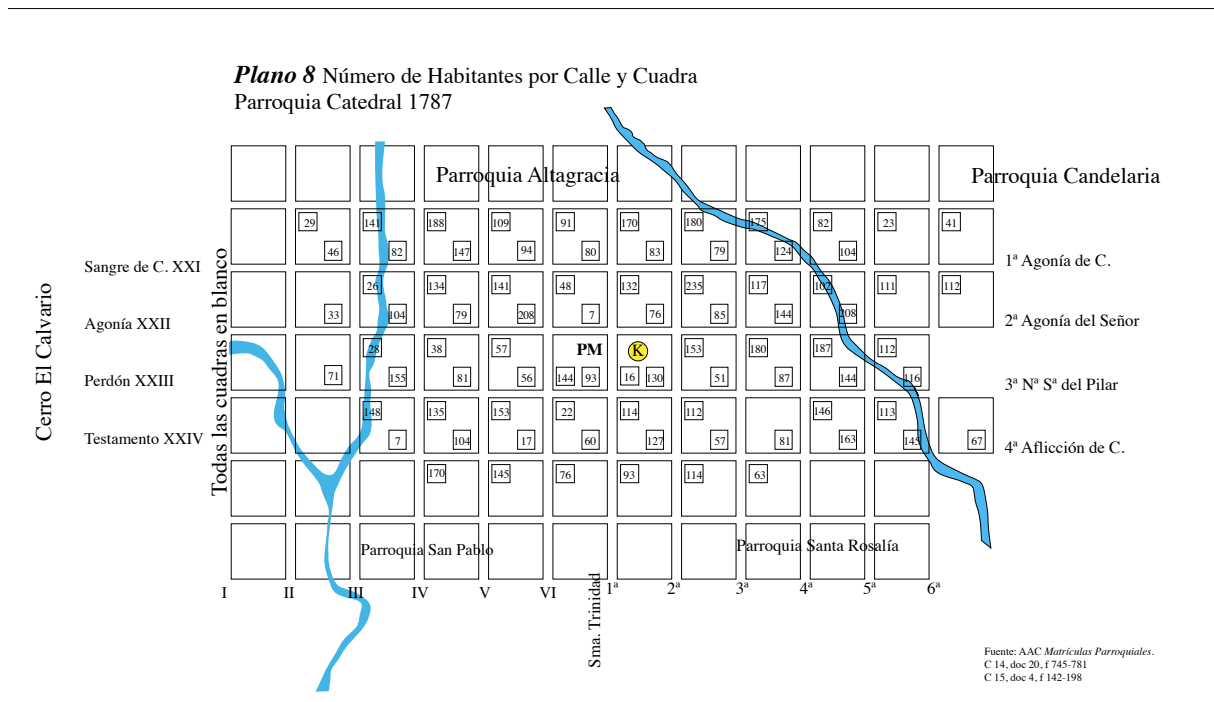 Plano 8 Número de Habitantes por Calle y Cuadra
Parroquia Catedral 1787
Parroquia Altagracia
Parroquia Candelaria
29 141 188 109 91 170 180 175 82 23 41
46 82 147 94 80 83 79 124 104
Sangre de C. XXI
1ª Agonía de C.
26 134 141 48 132 235 117 102 111 112
33 104 79 208 7 76 85 144 208
Agonía XXII
2ª Agonía del Señor
28 38 57 PM K 153 180 187 112
71 155 81 56 144 93 16 130 51 87 144 116
Perdón XXIII
3ª Nª Sª del Pilar
148 135 153 22 114 112 146 113
7 104 17 60 127 57 81 163 145 67
Testamento XXIV
4ª Aflicción de C.
170 145 76 93 114 63
Cerro El Calvario
Todas las cuadras en blanco
Parroquia San Pablo
Parroquia Santa Rosalía
I II III IV V VI
Sma. Trinidad
1ª 2ª 3ª 4ª 5ª 6ª
Fuente: AAC Matrículas Parroquiales.
C 14, doc 20, f 745-781
C 15, doc 4, f 142-198